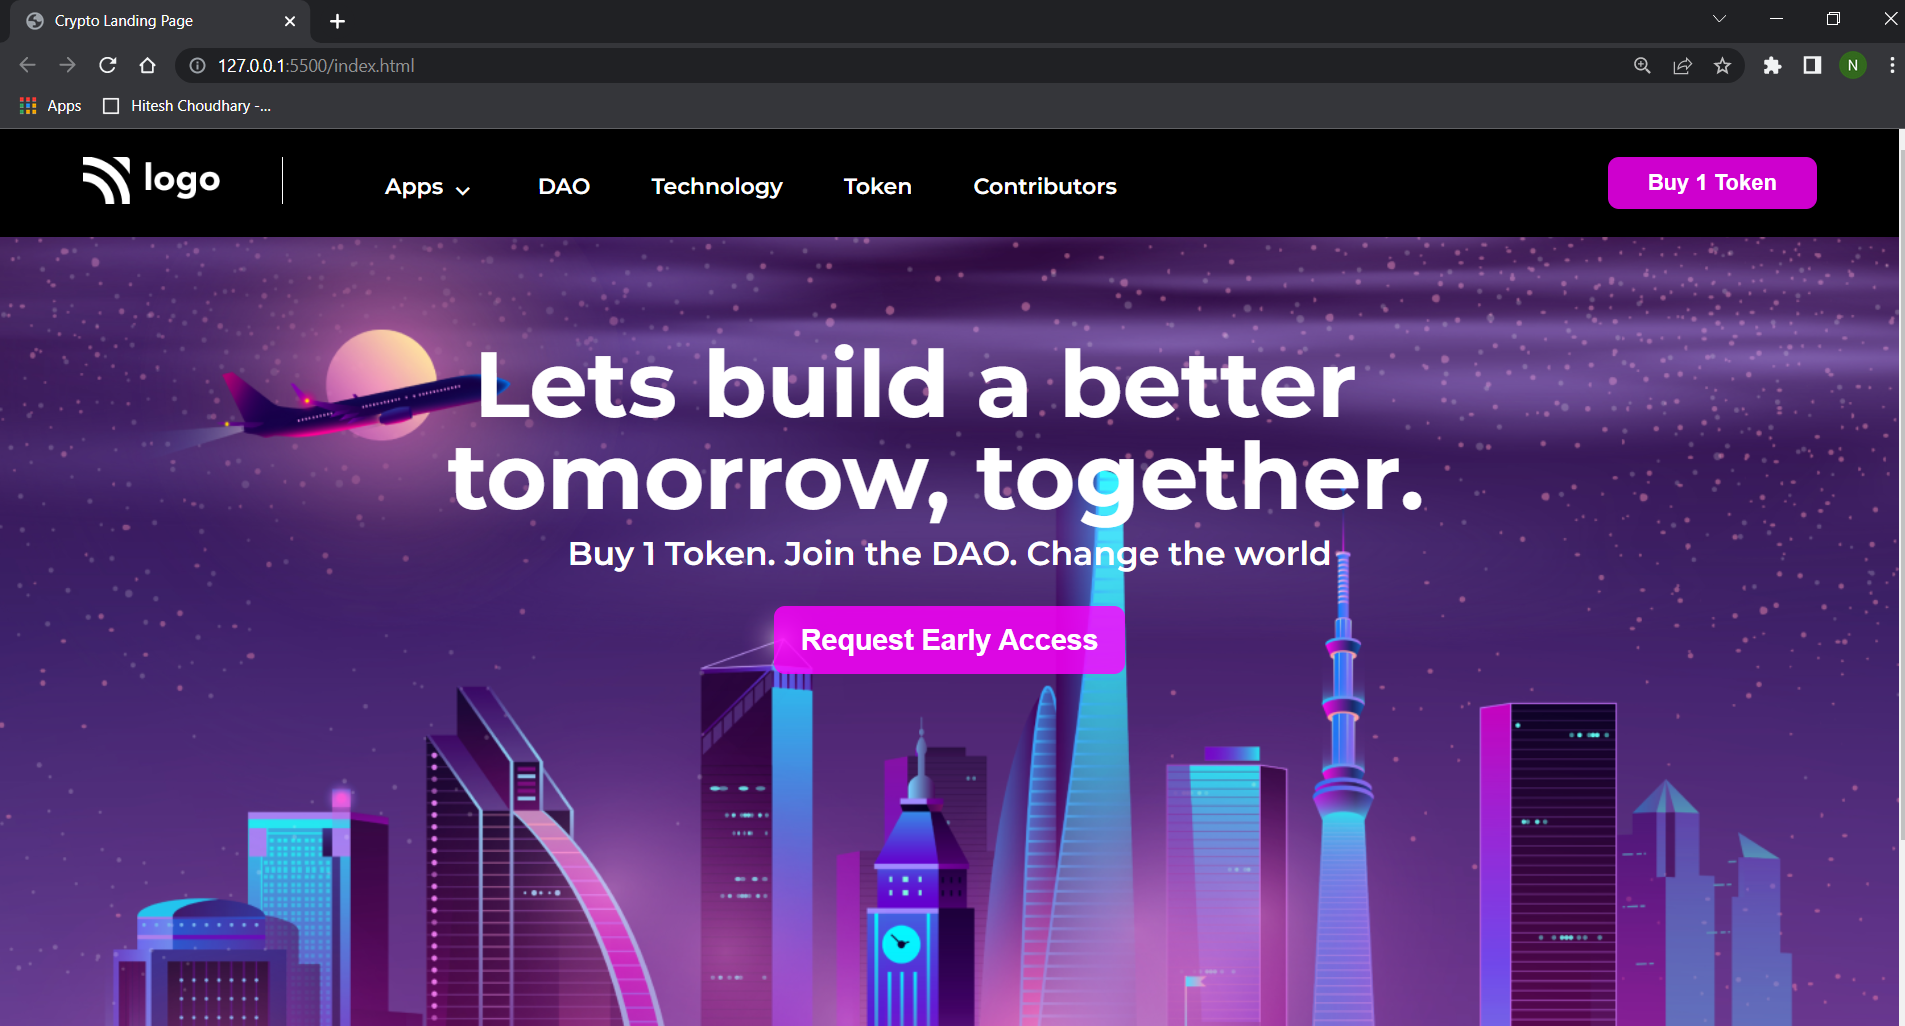 Crypto Landing Page
127.0.0.1:5500/index.html
N
Apps
Hitesh Choudhary -...
logo
Apps
DAO
Technology
Token
Contributors
Buy 1 Token
Lets build a better
tomorrow, together.
Buy 1 Token. Join the DAO. Change the world
Request Early Access